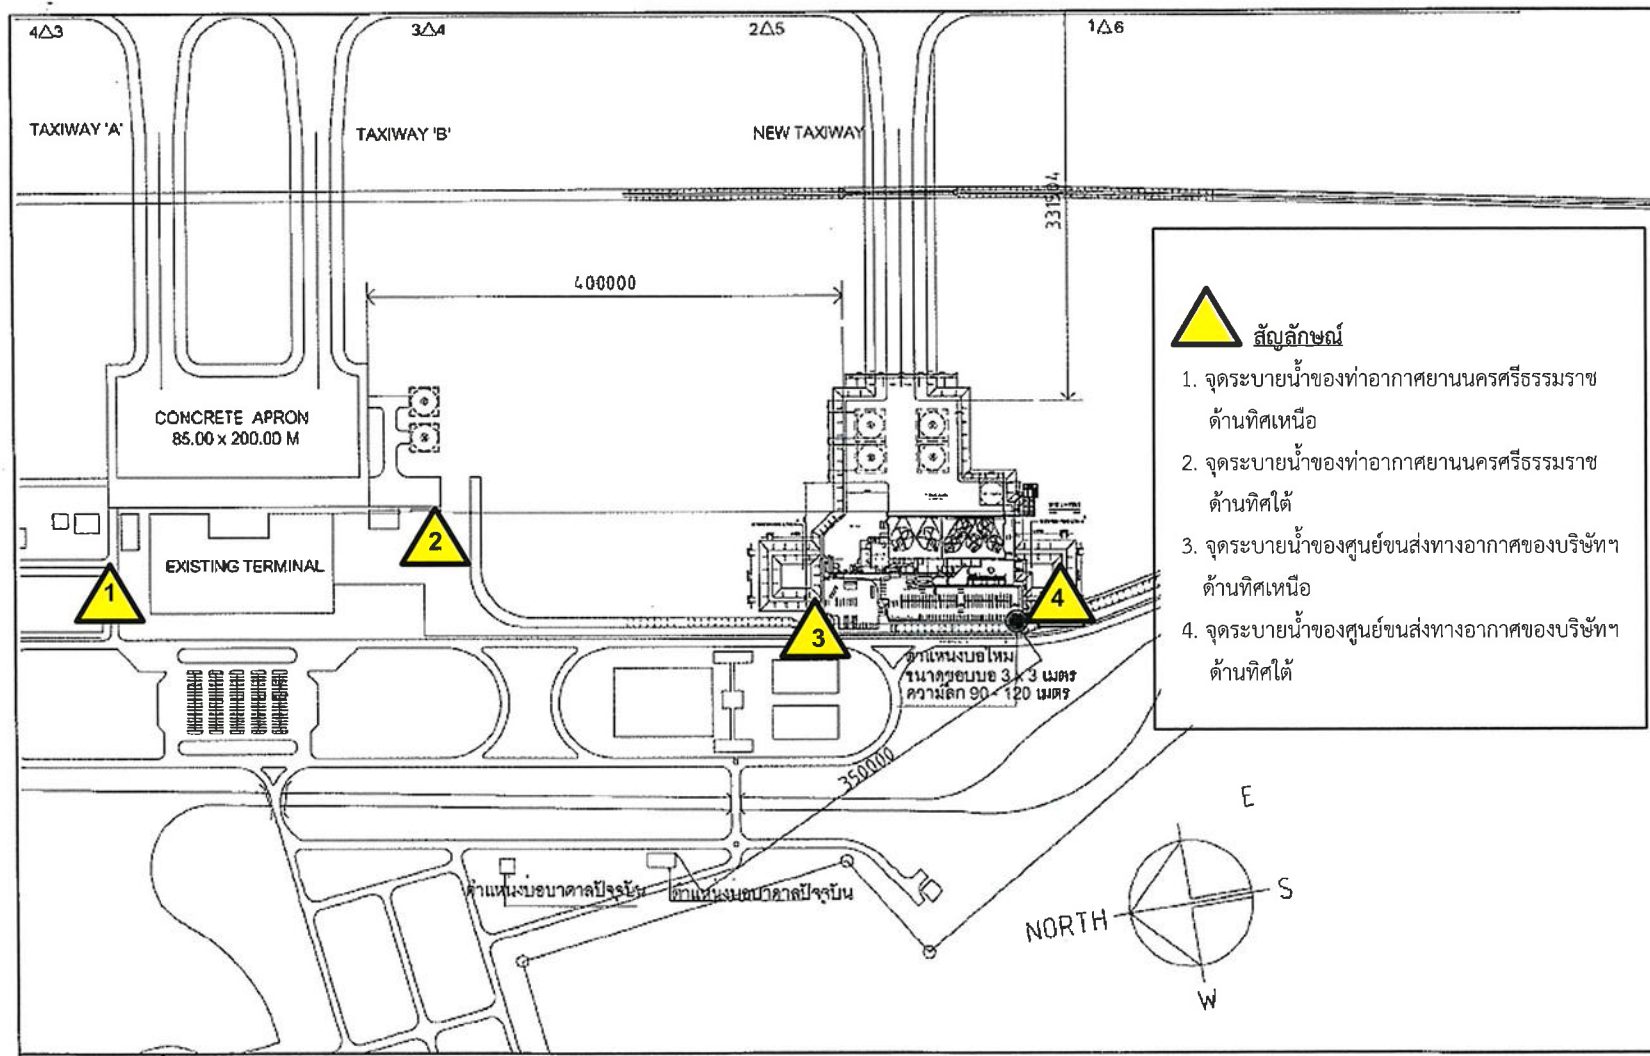 4△3
3△4
2△5
1△6
TAXIWAY 'A'
TAXIWAY 'B'
NEW TAXIWAY
400000
CONCRETE APRON
85.00 x 200.00 M
EXISTING TERMINAL
1
2
3
4
ตำแหน่งบ่อใหม่
ขนาดขอบบ่อ 3 x 3 เมตร
ความลึก 90 - 120 เมตร
350000
ตำแหน่งบ่อบาดาลปัจจุบัน
ตำแหน่งบ่อบาดาลปัจจุบัน
สัญลักษณ์
1. จุดระบายน้ำของท่าอากาศยานนครศรีธรรมราช
ด้านทิศเหนือ
2. จุดระบายน้ำของท่าอากาศยานนครศรีธรรมราช
ด้านทิศใต้
3. จุดระบายน้ำของศูนย์ขนส่งทางอากาศของบริษัทฯ
ด้านทิศเหนือ
4. จุดระบายน้ำของศูนย์ขนส่งทางอากาศของบริษัทฯ
ด้านทิศใต้
E
S
NORTH
W